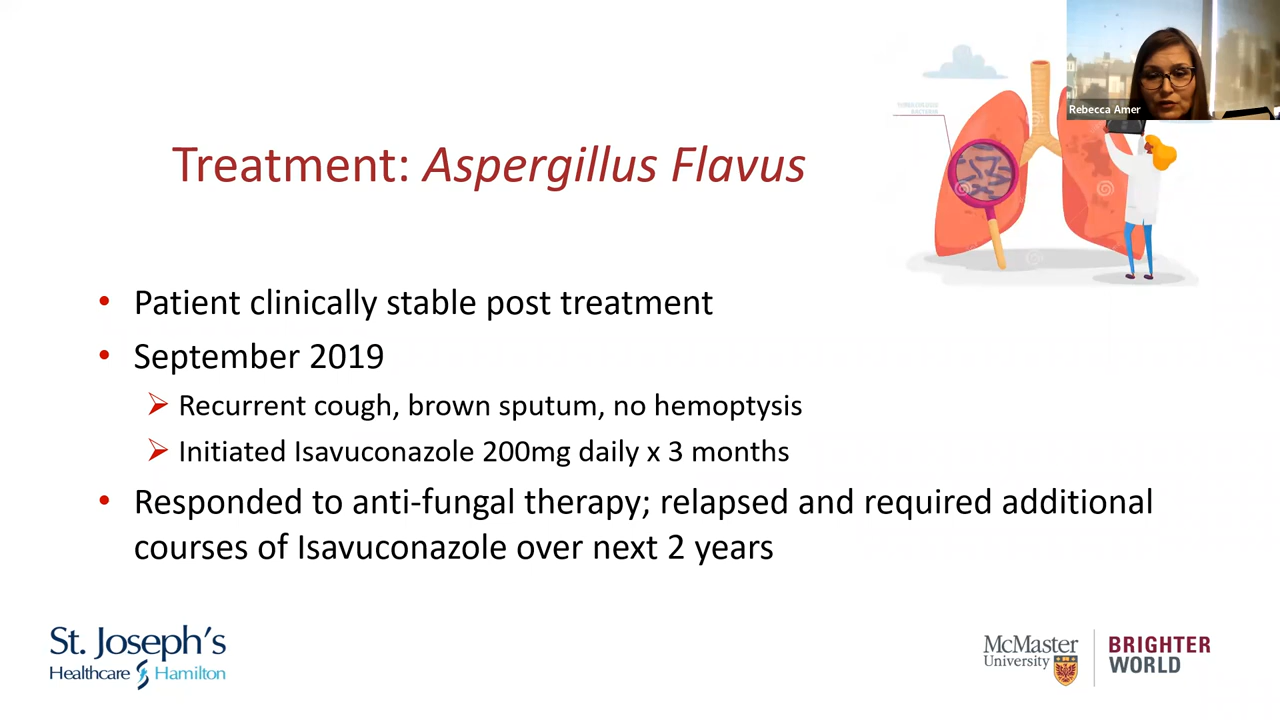 Rebecca Amer
Treatment: Aspergillus Flavus
• Patient clinically stable post treatment
• September 2019
➢ Recurrent cough, brown sputum, no hemoptysis
➢ Initiated Isavuconazole 200mg daily x 3 months
• Responded to anti-fungal therapy; relapsed and required additional
courses of Isavuconazole over next 2 years
St. Joseph's
Healthcare Hamilton
McMaster
University
BRIGHTER
WORLD